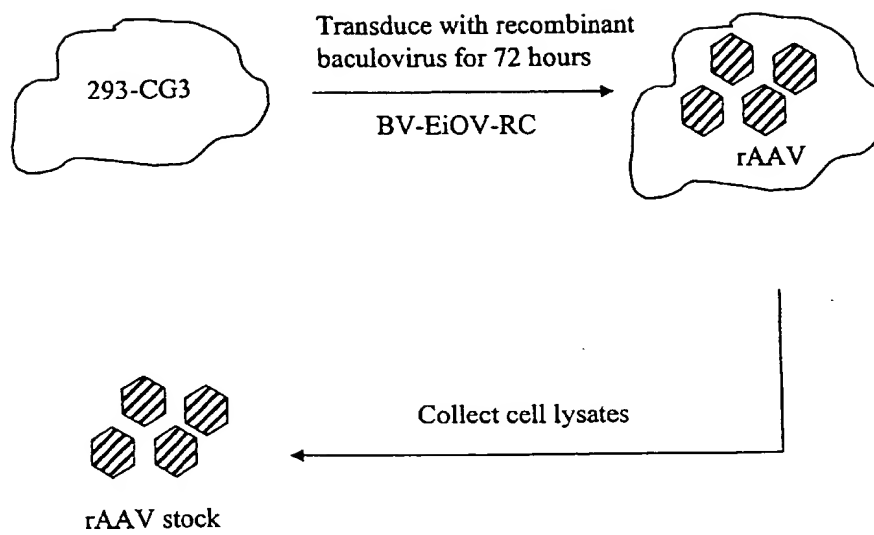 293-CG3
Transduce with recombinant
baculovirus for 72 hours
BV-EiOV-RC
rAAV
Collect cell lysates
rAAV stock